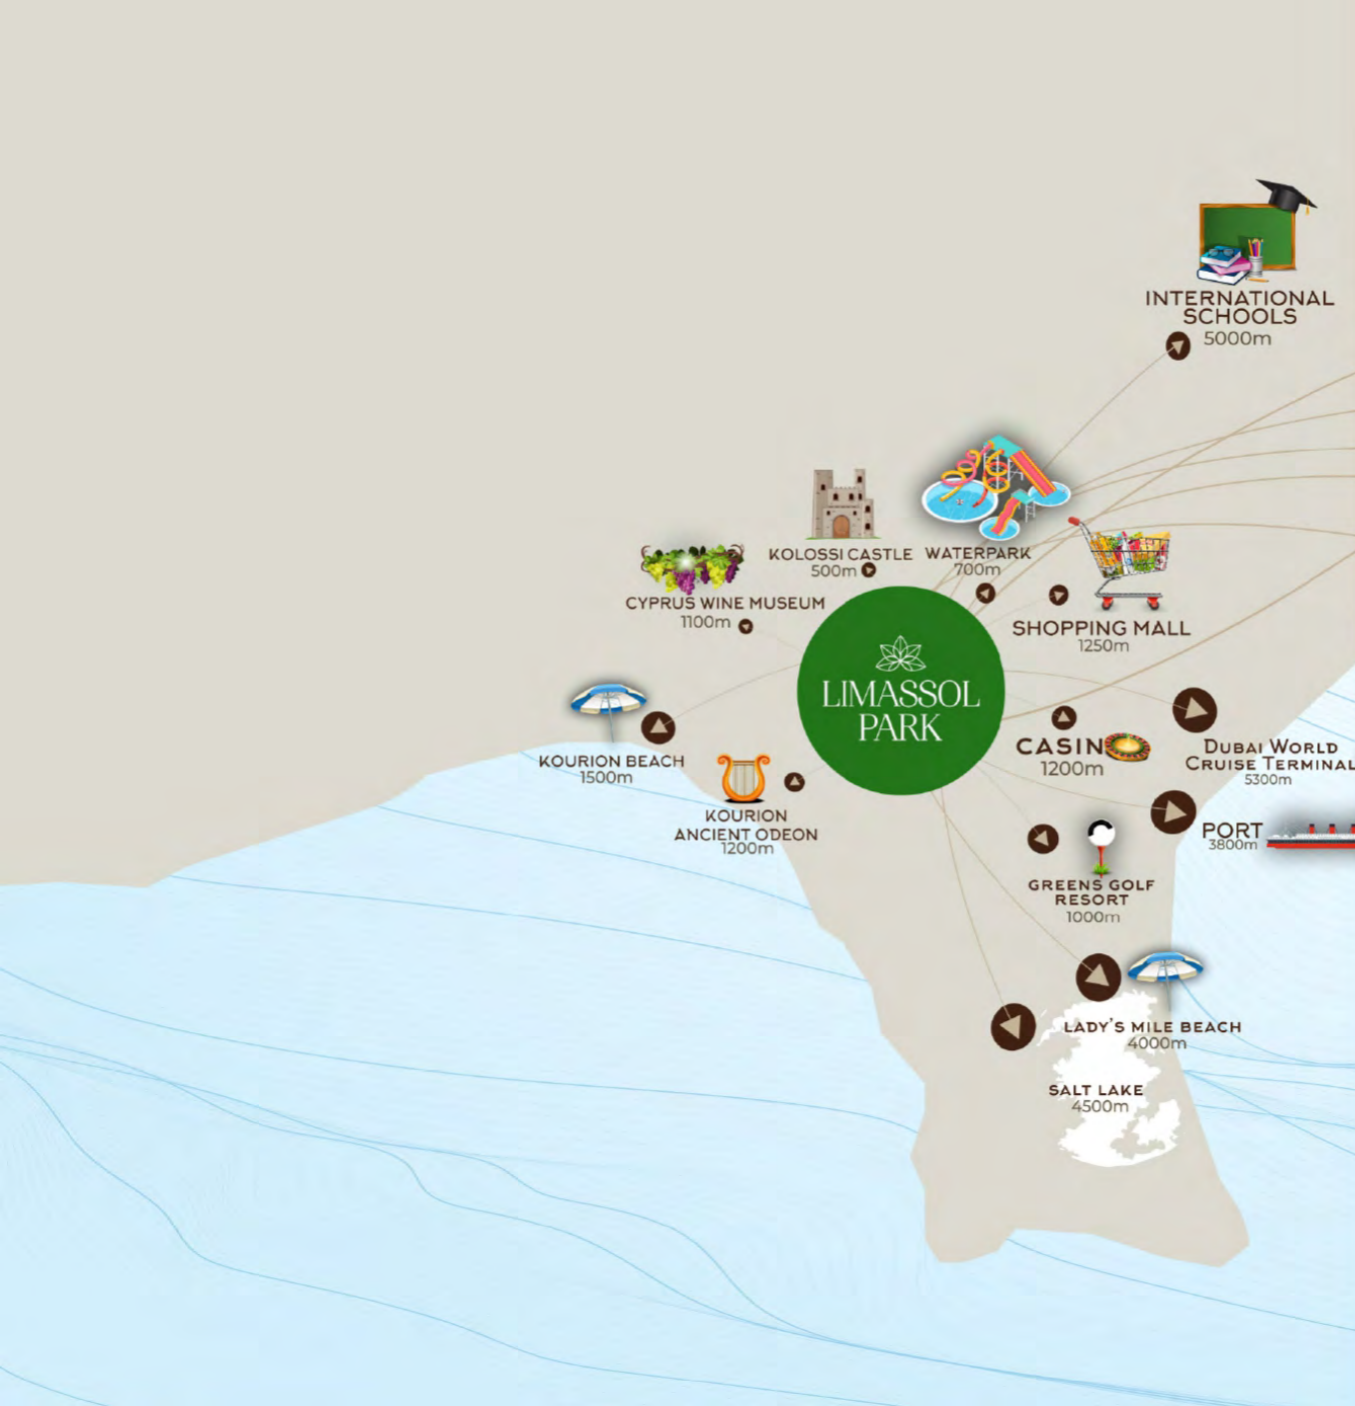 INTERNATIONAL
SCHOOLS
5000m
KOLOSSI CASTLE
500m
WATERPARK
700m
CYPRUS WINE MUSEUM
1100m
SHOPPING MALL
1250m
LIMASSOL
PARK
KOURION BEACH
1500m
CASIN
1200m
DUBAI WORLD
CRUISE TERMINAL
5300m
KOURION
ANCIENT ODEON
1200m
PORT
3800m
GREENS GOLF
RESORT
1000m
LADY'S MILE BEACH
4000m
SALT LAKE
4500m